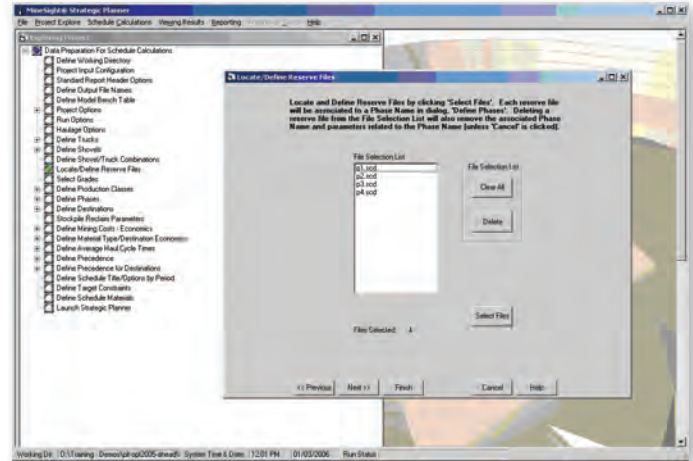 MineSight® Strategic Planner
File Project Explore Schedule Calculations Viewing Results Reporting Help
Exploring Project
Data Preparation For Schedule Calculations
Define Working Directory
Project Input Configuration
Standard Report Header Options
Define Output File Names
Define Model Bench Table
Project Options
Run Options
Haulage Options
Define Trucks
Define Shovels
Define Shovel/Truck Combinations
Locate/Define Reserve Files
Select Grades
Define Production Classes
Define Phases
Define Destinations
Stockpile Reclaim Parameters
Define Mining Costs - Economics
Define Material Type/Destination Economics
Define Average Haul Cycle Times
Define Precedence
Define Precedence for Destinations
Define Schedule Title/Options by Period
Define Target Constraints
Define Schedule Materials
Launch Strategic Planner
Locate/Define Reserve Files
Locate and Define Reserve Files by clicking 'Select Files'. Each reserve file
will be associated to a Phase Name in dialog, 'Define Phases'. Deleting a
reserve file from the File Selection List will also remove the associated Phase
Name and parameters related to the Phase Name (unless 'Cancel' is clicked).
File Selection List
p1.scd
p2.scd
p3.scd
p4.scd
File Selection List
Clear All
Delete
Select Files
Files Selected: 4
<< Previous Next >> Finish Cancel Help
Working Dir: System Time & Date: 12:01 PM 01/03/2006 Run Status